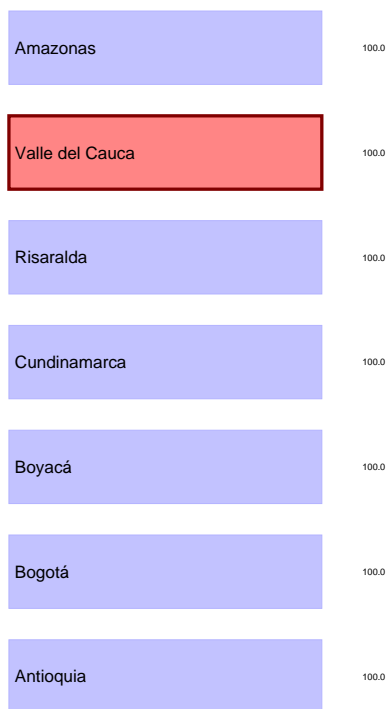 Amazonas 100.0
Valle del Cauca 100.0
Risaralda 100.0
Cundinamarca 100.0
Boyacá 100.0
Bogotá 100.0
Antioquia 100.0